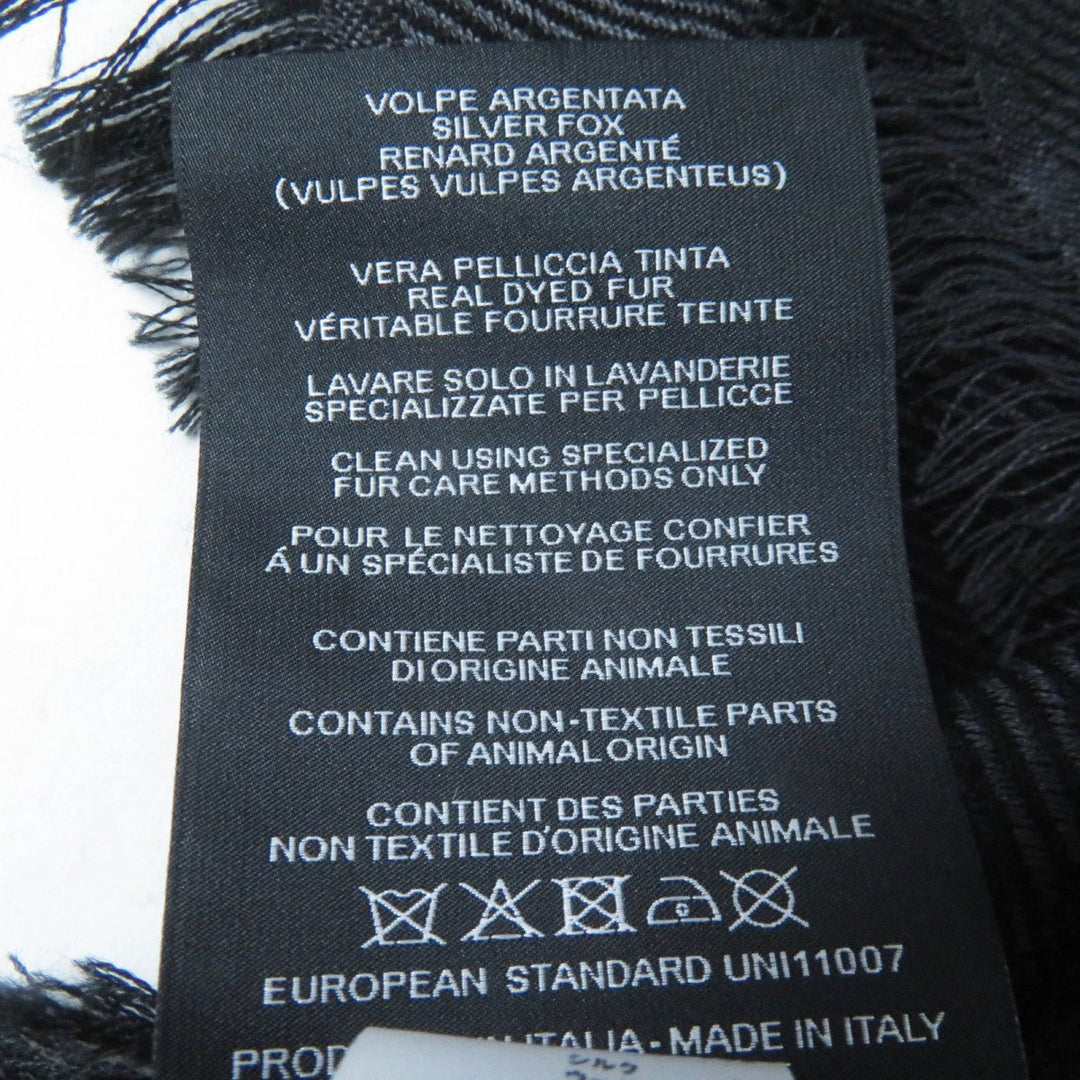 VOLPE ARGENTATA
SILVER FOX
RENARD ARGENTÉ
(VULPES VULPES ARGENTEUS)
VERA PELLICCIA TINTA
REAL DYED FUR
VÉRITABLE FOURRURE TEINTE
LAVARE SOLO IN LAVANDERIE
SPECIALIZZATE PER PELLICCE
CLEAN USING SPECIALIZED
FUR CARE METHODS ONLY
POUR LE NETTOYAGE CONFIER
Á UN SPÉCIALISTE DE FOURRURES
CONTIENE PARTI NON TESSILI
DI ORIGINE ANIMALE
CONTAINS NON-TEXTILE PARTS
OF ANIMAL ORIGIN
CONTIENT DES PARTIES
NON TEXTILE D'ORIGINE ANIMALE
EUROPEAN STANDARD UNI11007
ITALIA - MADE IN ITALY
シルク